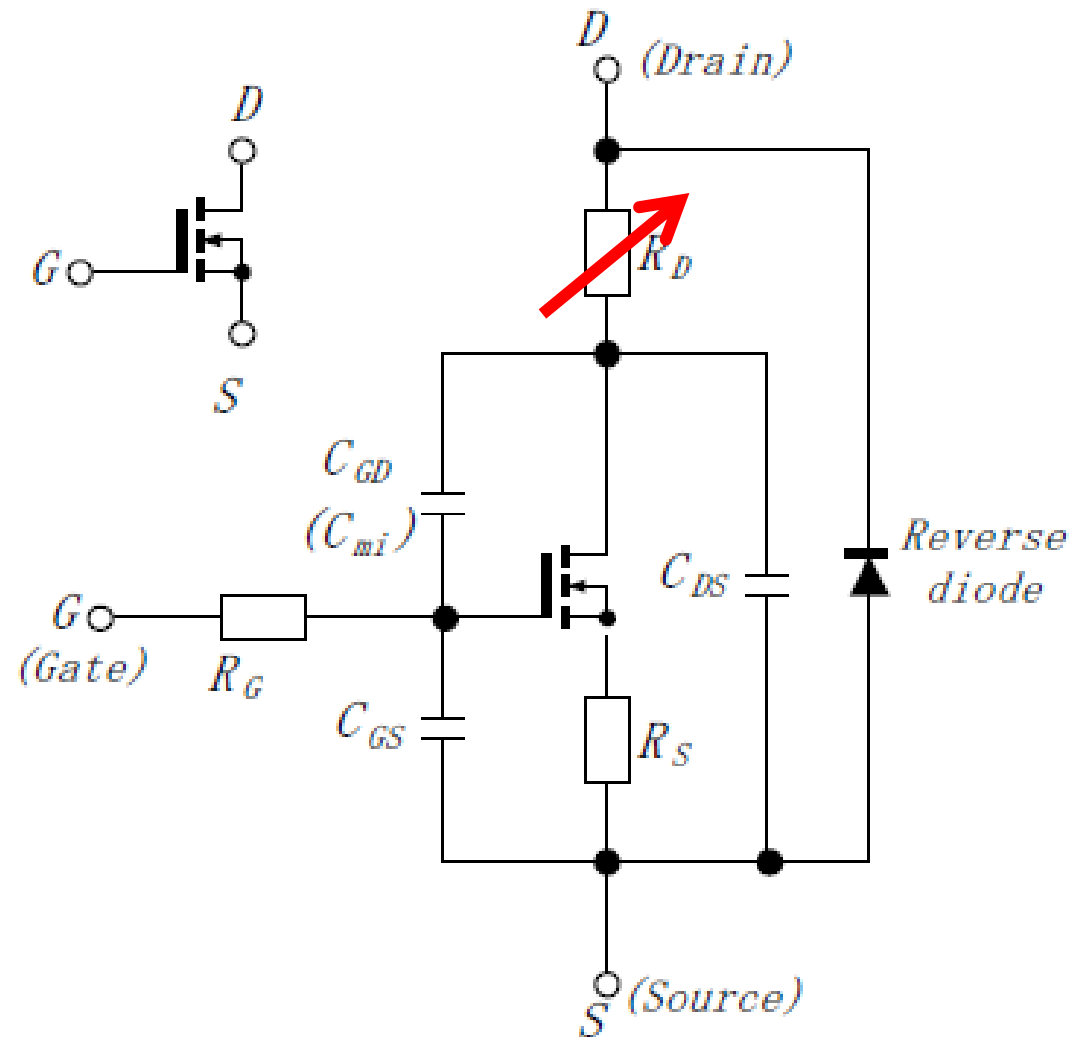 D
(Drain)
D
G
S
R_D
C_GD
(C_mi)
C_DS
Reverse
diode
G
(Gate)
R_G
C_GS
R_S
S
(Source)